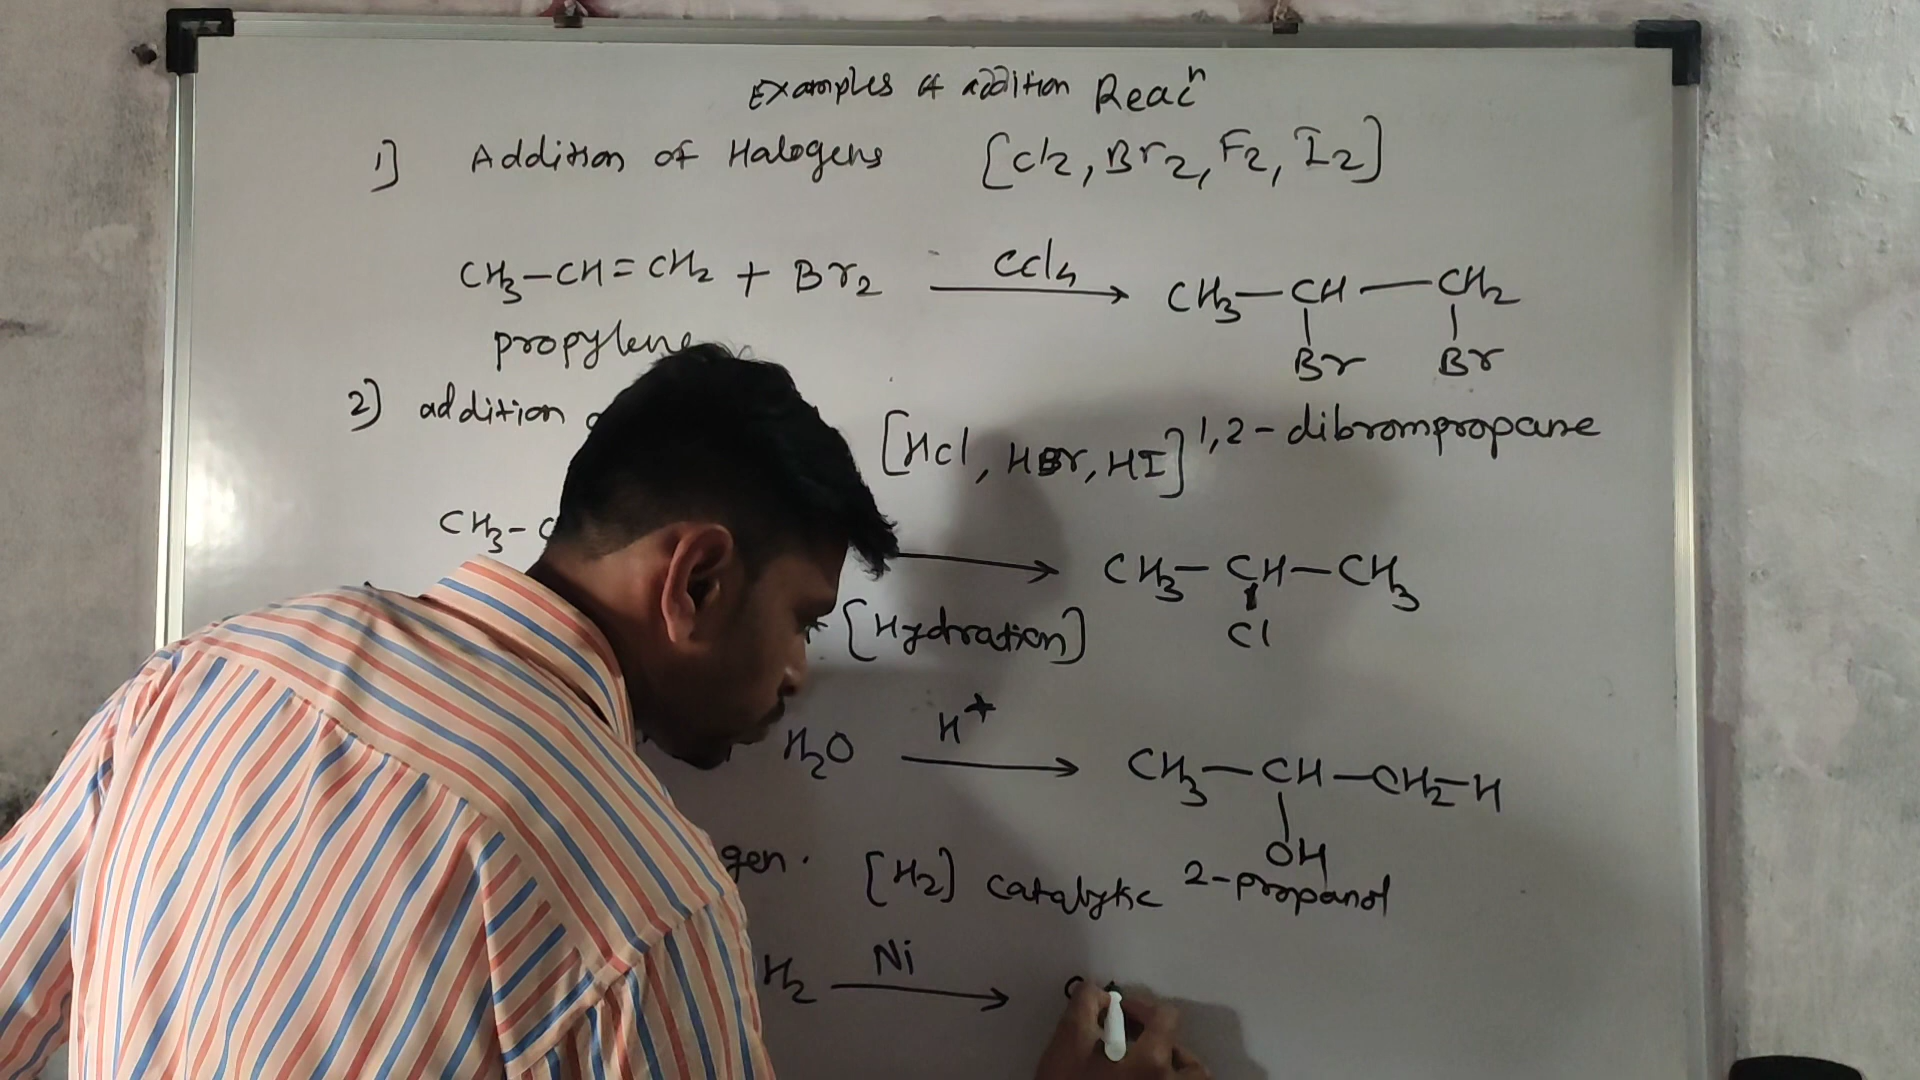 Examples of addition Reacⁿ
1] Addition of Halogens [Cl2, Br2, F2, I2]
CH3–CH=CH2 + Br2 CCl4 → CH3–CH–CH2
Br Br
propylene
2) addition [HCl, HBr, HI] 1,2-dibrompropane
CH3– → CH3–CH–CH3
Cl
[Hydration]
H2O H+ → CH3–CH–CH2–H
OH
gen. [H2] catalytic 2-propanol
H2 Ni →